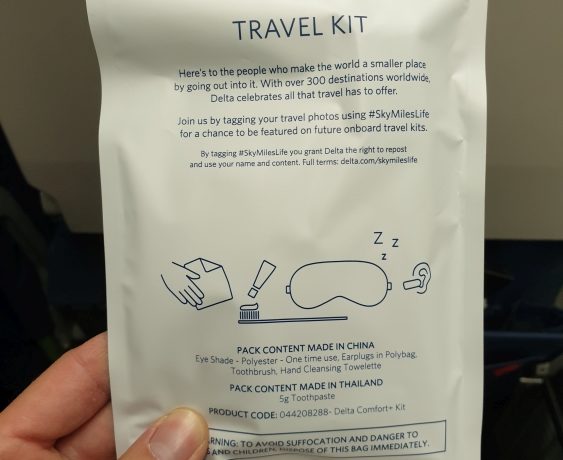 TRAVEL KIT
Here's to the people who make the world a smaller place
by going out into it. With over 300 destinations worldwide,
Delta celebrates all that travel has to offer.
Join us by tagging your travel photos using #SkyMilesLife
for a chance to be featured on future onboard travel kits.
By tagging #SkyMilesLife you grant Delta the right to repost
and use your name and content. Full terms: delta.com/skymileslife
Z Z
z
PACK CONTENT MADE IN CHINA
Eye Shade - Polyester - One time use, Earplugs in Polybag,
Toothbrush, Hand Cleansing Towelette
PACK CONTENT MADE IN THAILAND
5g Toothpaste
PRODUCT CODE: 044208288- Delta Comfort+ Kit
RNING: TO AVOID SUFFOCATION AND DANGER TO
AND CHILDREN, DISPOSE OF THIS BAG IMMEDIATELY.